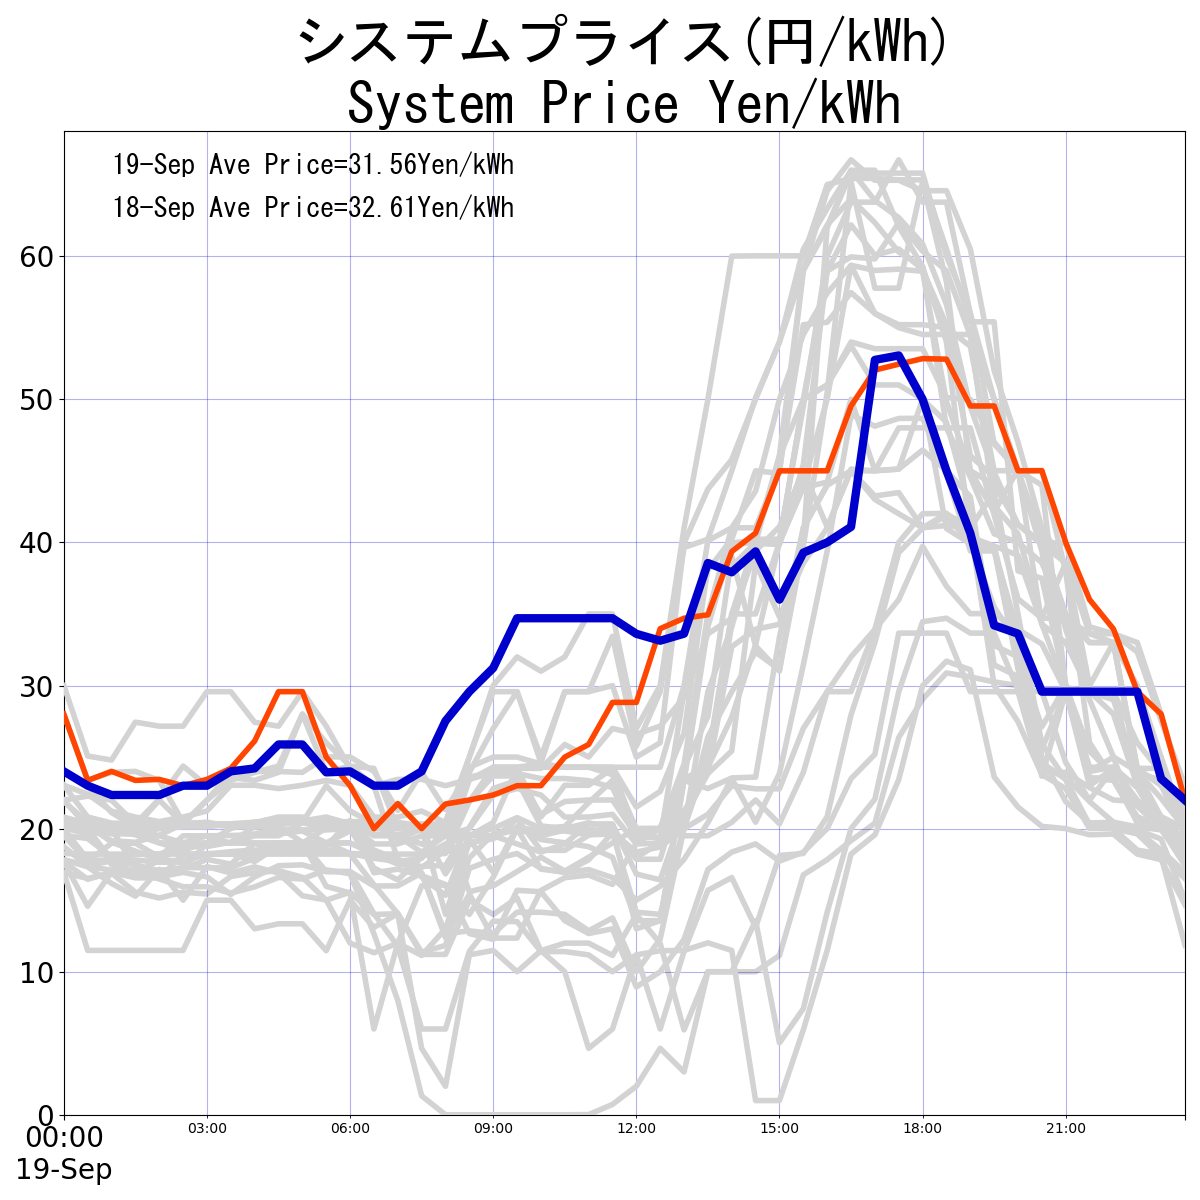 システムプライス(円/kWh)
System Price Yen/kWh
19-Sep Ave Price=31.56Yen/kWh
18-Sep Ave Price=32.61Yen/kWh
60
50
40
30
20
10
0
00:00 03:00 06:00 09:00 12:00 15:00 18:00 21:00
19-Sep